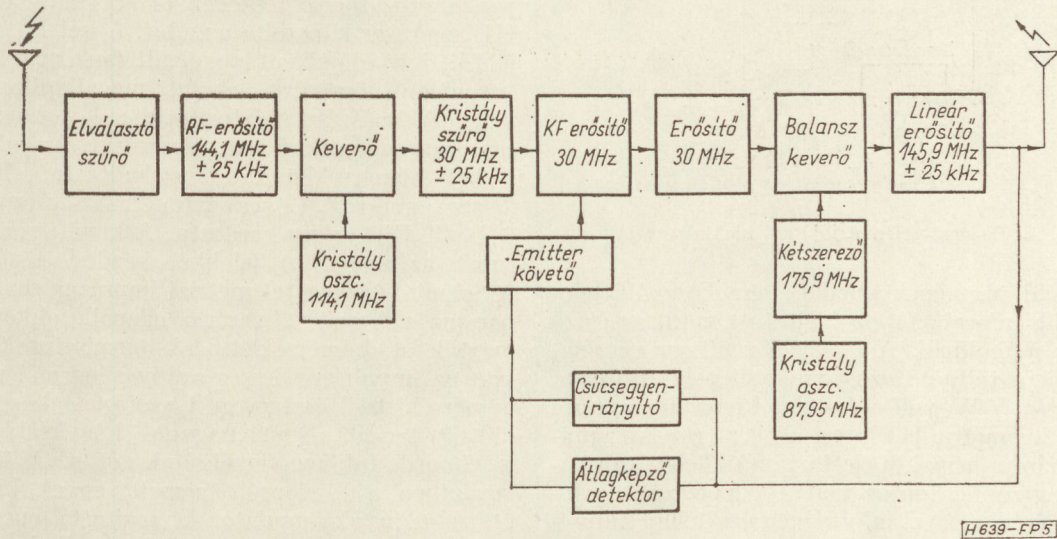 Elválasztó
szűrő
RF-erősítő
144,1 MHz
± 25 kHz
Keverő
Kristály
szűrő
30 MHz
± 25 kHz
KF erősítő
30 MHz
Erősítő
30 MHz
Balansz
keverő
Lineár
erősítő
145,9 MHz
± 25 kHz
Kristály
oszc.
114,1 MHz
Emitter
követő
Kétszerező
175,9 MHz
Kristály
oszc.
87,95 MHz
Csúcsegyen-
irányító
Átlagképző
detektor
H639-FP5